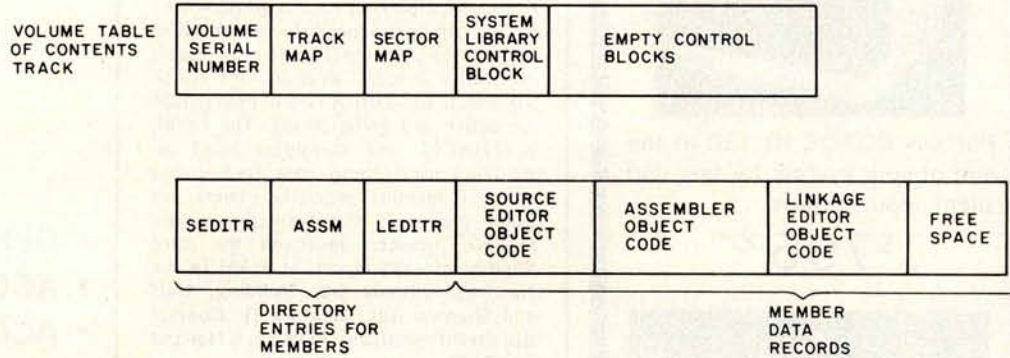 VOLUME TABLE
OF CONTENTS
TRACK
VOLUME
SERIAL
NUMBER
TRACK
MAP
SECTOR
MAP
SYSTEM
LIBRARY
CONTROL
BLOCK
EMPTY CONTROL
BLOCKS
SEDITR
ASSM
LEDITR
SOURCE
EDITOR
OBJECT
CODE
ASSEMBLER
OBJECT
CODE
LINKAGE
EDITOR
OBJECT
CODE
FREE
SPACE
DIRECTORY
ENTRIES FOR
MEMBERS
MEMBER
DATA
RECORDS